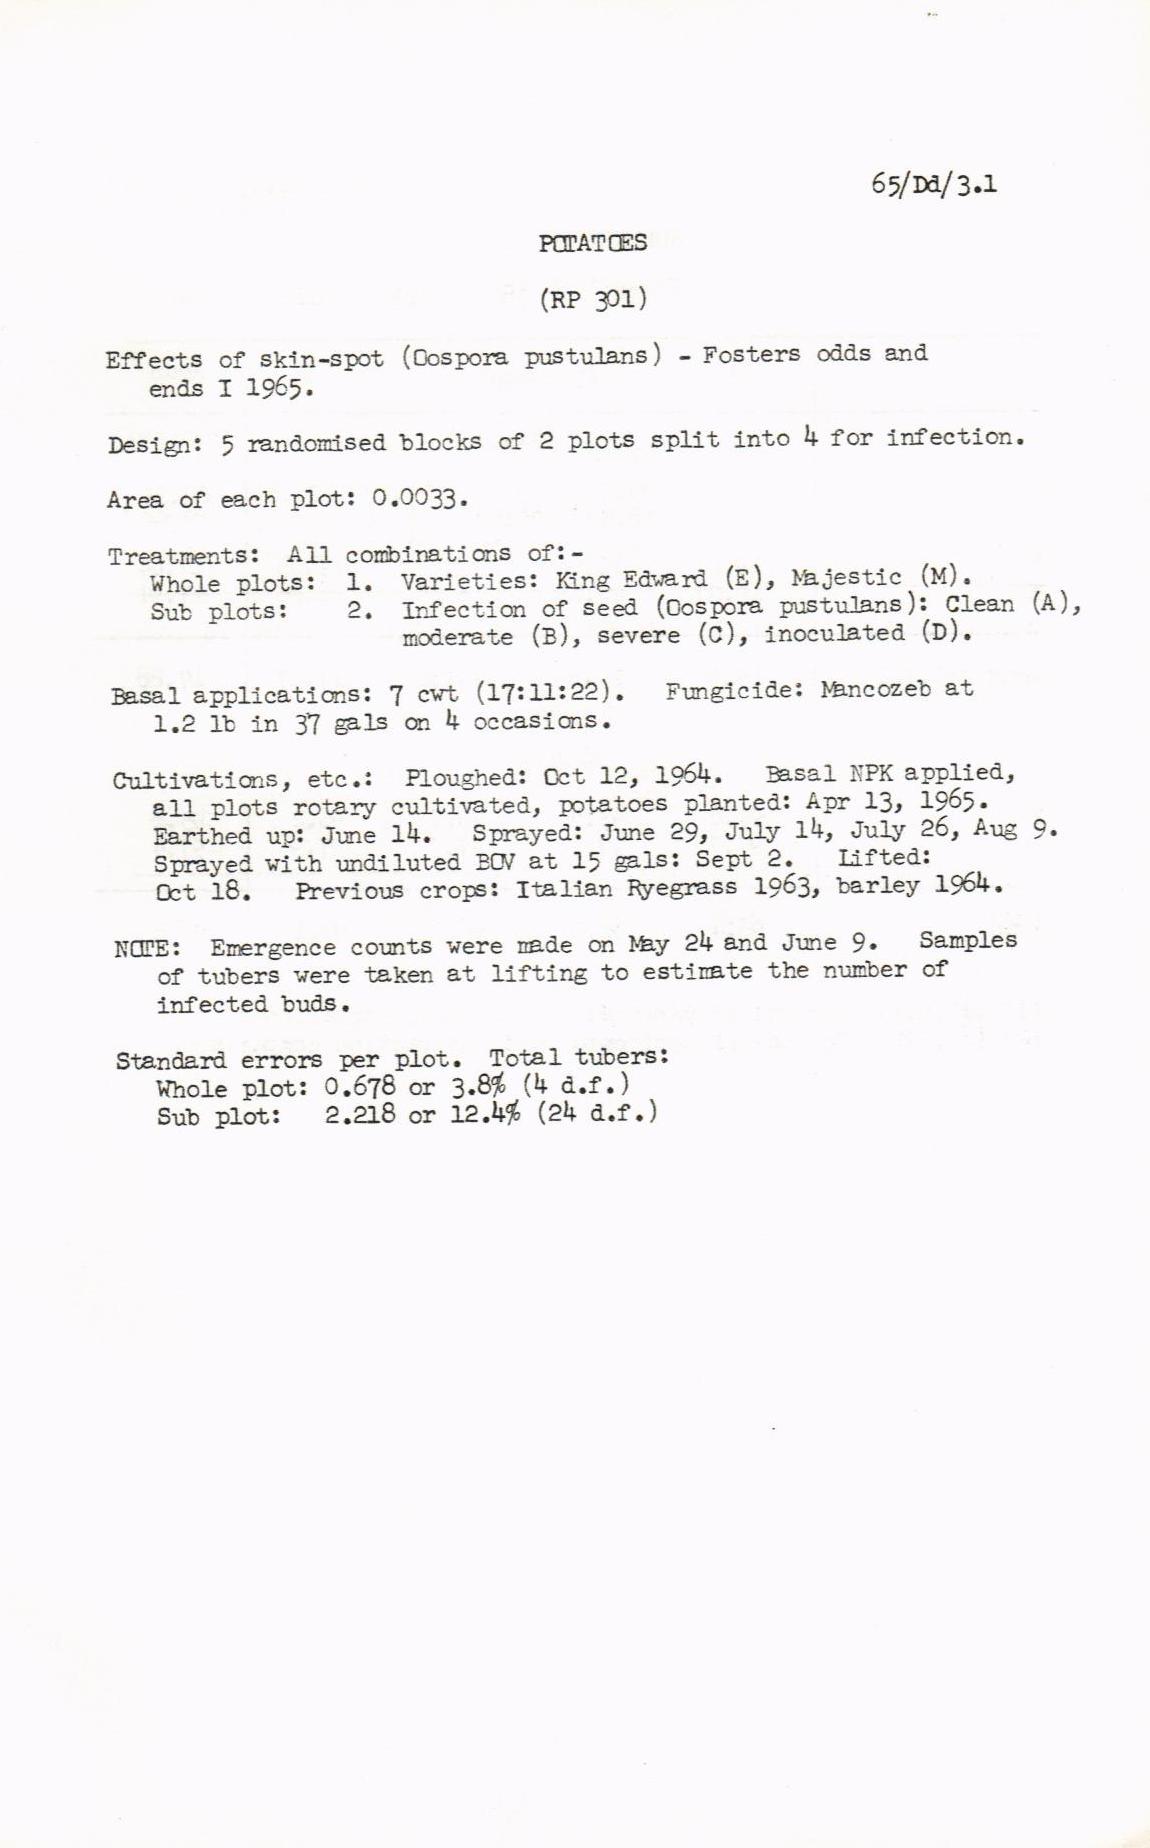 65/Dd/3.1
POTATOES
(RP 301)
Effects of skin-spot (Oospora pustulans) - Fosters odds and
ends I 1965.
Design: 5 randomised blocks of 2 plots split into 4 for infection.
Area of each plot: 0.0033.
Treatments: All combinations of:-
Whole plots: 1. Varieties: King Edward (E), Majestic (M).
Sub plots: 2. Infection of seed (Oospora pustulans): Clean (A),
moderate (B), severe (C), inoculated (D).
Basal applications: 7 cwt (17:11:22). Fungicide: Mancozeb at
1.2 lb in 37 gals on 4 occasions.
Cultivations, etc.: Ploughed: Oct 12, 1964. Basal NPK applied,
all plots rotary cultivated, potatoes planted: Apr 13, 1965.
Earthed up: June 14. Sprayed: June 29, July 14, July 26, Aug 9.
Sprayed with undiluted BOV at 15 gals: Sept 2. Lifted:
Oct 18. Previous crops: Italian Ryegrass 1963, barley 1964.
NOTE: Emergence counts were made on May 24 and June 9. Samples
of tubers were taken at lifting to estimate the number of
infected buds.
Standard errors per plot. Total tubers:
Whole plot: 0.678 or 3.8% (4 d.f.)
Sub plot: 2.218 or 12.4% (24 d.f.)